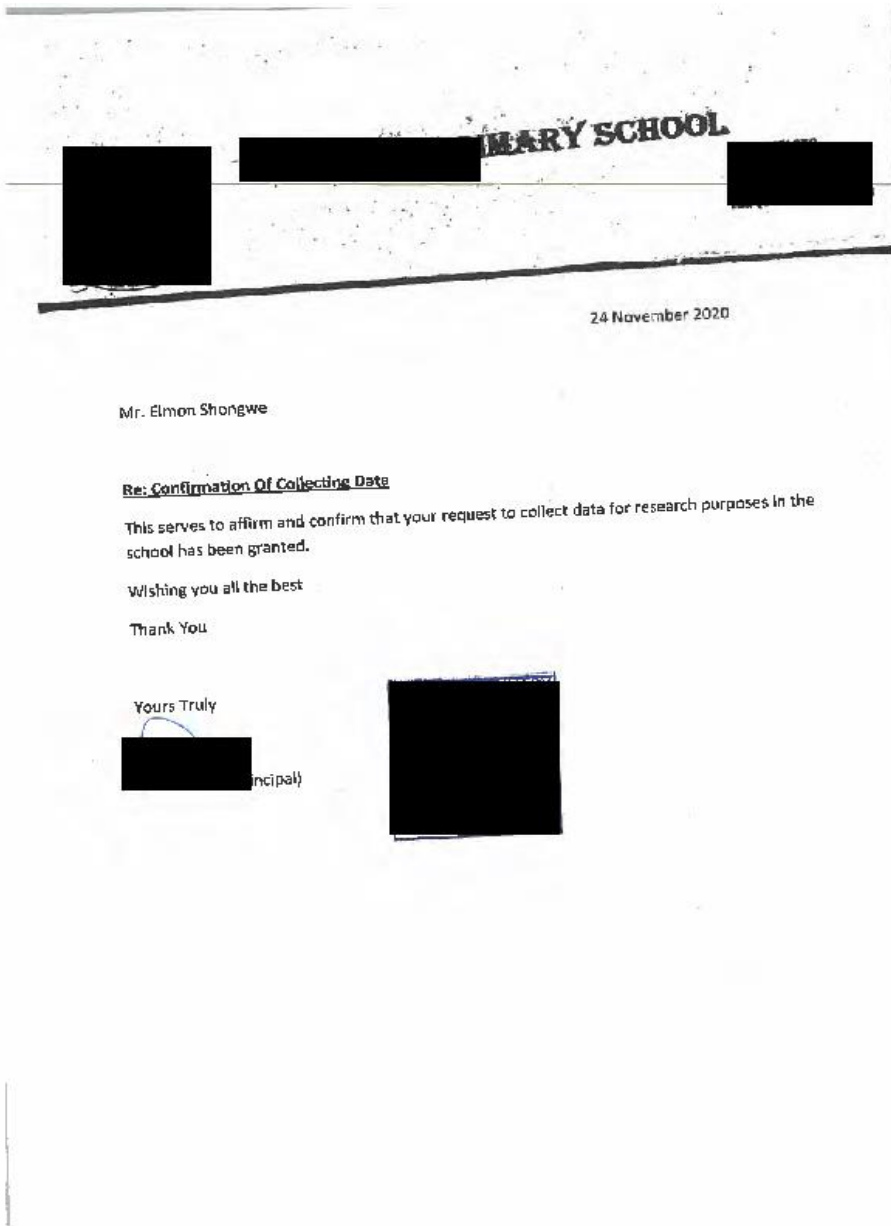 MARY SCHOOL
24 November 2020
Mr. Elmon Shongwe
Re: Confirmation Of Collecting Date
This serves to affirm and confirm that your request to collect data for research purposes in the
school has been granted.
Wishing you all the best
Thank You
Yours Truly
incipal)